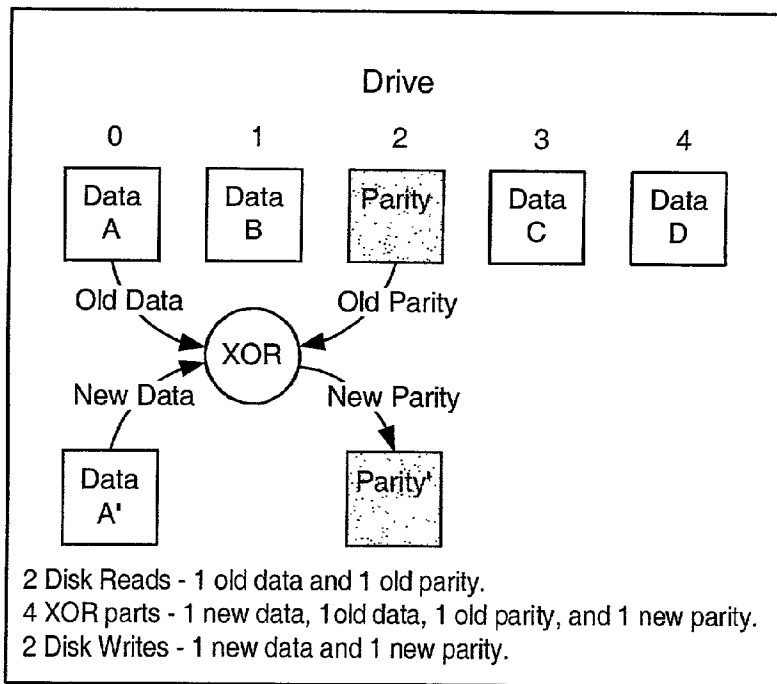 Drive
0 1 2 3 4
Data A
Data B
Parity
Data C
Data D
Old Data
Old Parity
XOR
New Data
New Parity
Data A'
Parity'
2 Disk Reads - 1 old data and 1 old parity.
4 XOR parts - 1 new data, 1old data, 1 old parity, and 1 new parity.
2 Disk Writes - 1 new data and 1 new parity.